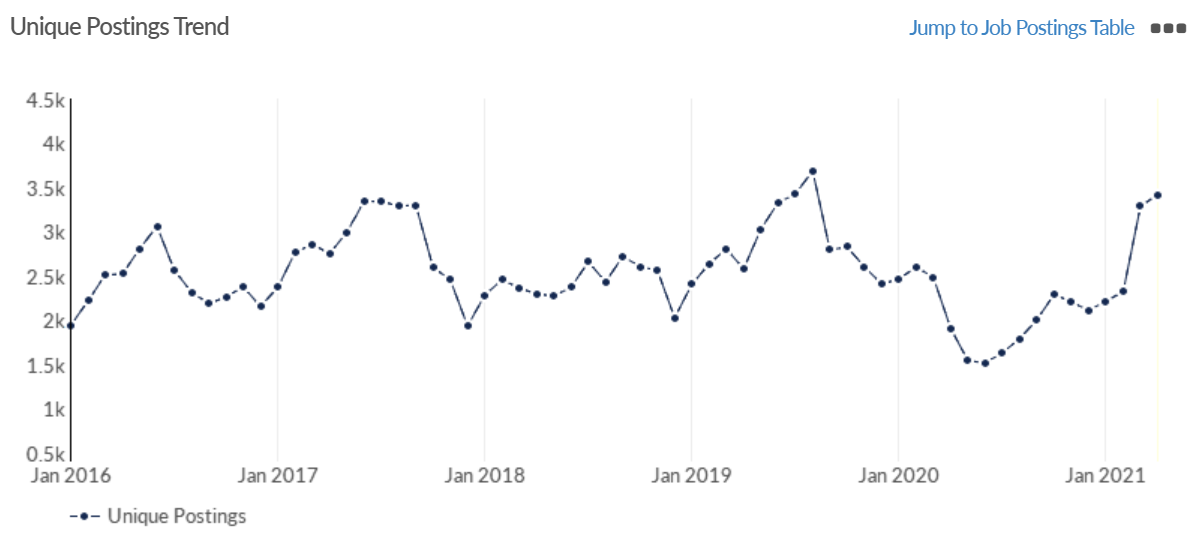 Unique Postings Trend
Jump to Job Postings Table
4.5k
4k
3.5k
3k
2.5k
2k
1.5k
1k
0.5k
Jan 2016 Jan 2017 Jan 2018 Jan 2019 Jan 2020 Jan 2021
Unique Postings